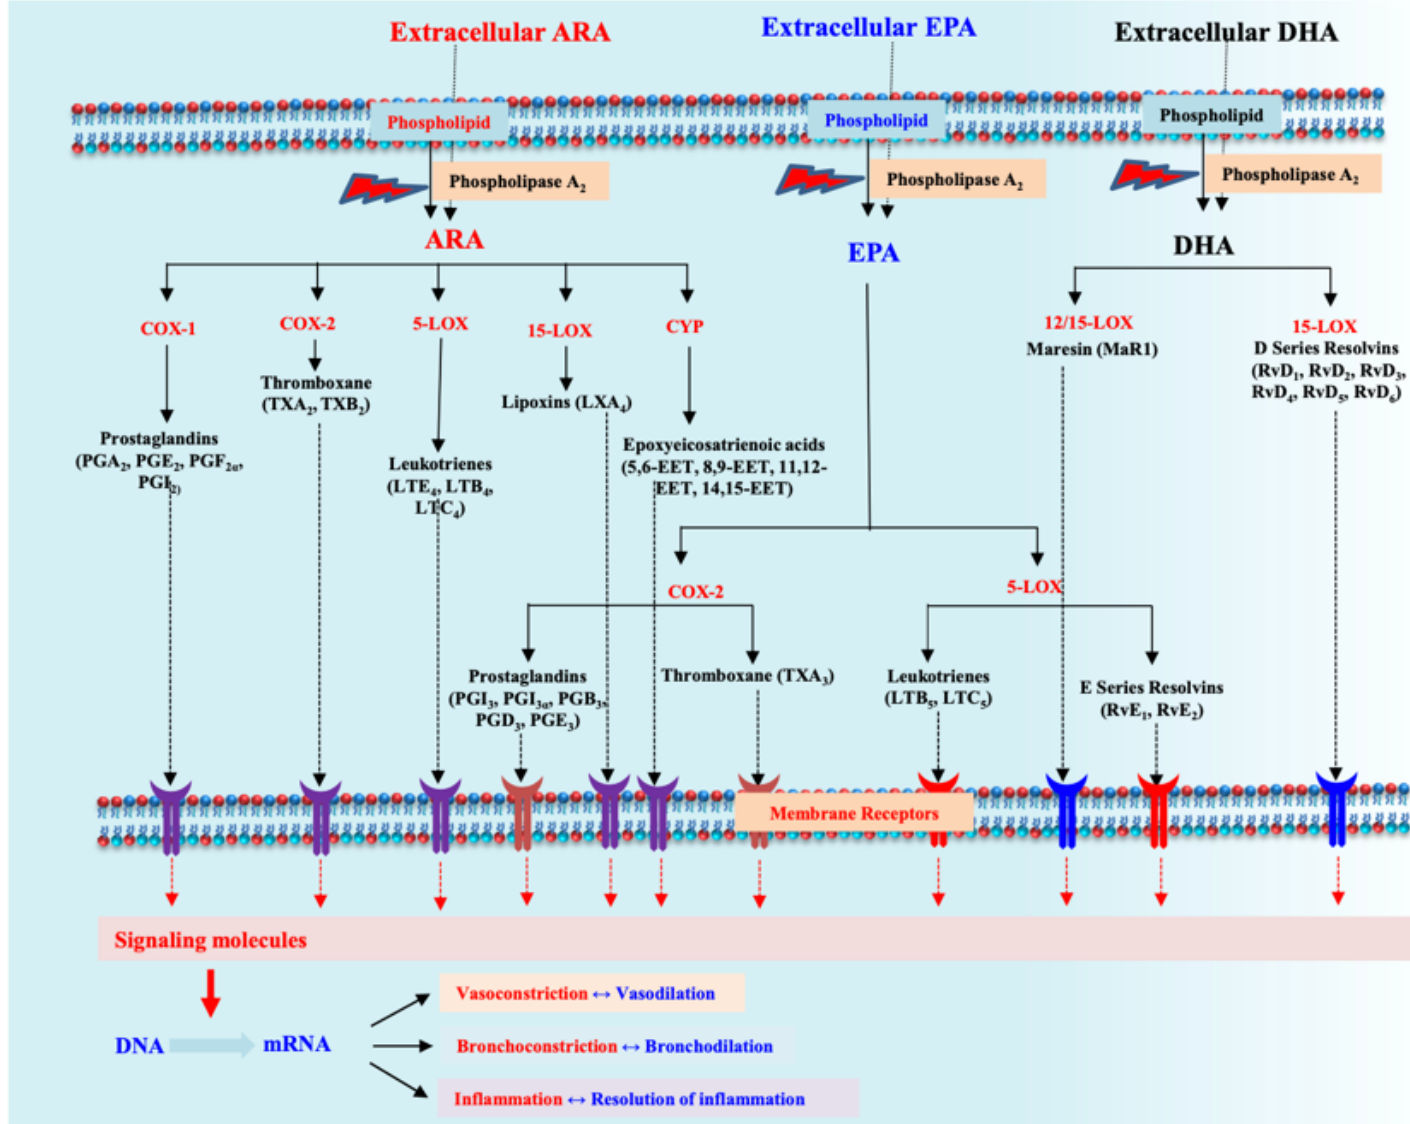 Extracellular ARA
Extracellular EPA
Extracellular DHA
Phospholipid
Phospholipid
Phospholipid
Phospholipase A₂
Phospholipase A₂
Phospholipase A₂
ARA
EPA
DHA
COX-1
COX-2
5-LOX
15-LOX
CYP
12/15-LOX
Maresin (MaR1)
15-LOX
D Series Resolvins
(RvD₁, RvD₂, RvD₃,
RvD₄, RvD₅, RvD₆)
Thromboxane
(TXA₂, TXB₂)
Lipoxins (LXA₄)
Prostaglandins
(PGA₂, PGE₂, PGF₂α,
PGI₂)
Leukotrienes
(LTE₄, LTB₄,
LTC₄)
Epoxyeicosatrienoic acids
(5,6-EET, 8,9-EET, 11,12-
EET, 14,15-EET)
COX-2
5-LOX
Prostaglandins
(PGI₃, PGI₃α, PGB₃,
PGD₃, PGE₃)
Thromboxane (TXA₃)
Leukotrienes
(LTB₅, LTC₅)
E Series Resolvins
(RvE₁, RvE₂)
Membrane Receptors
Signaling molecules
DNA
mRNA
Vasoconstriction ↔ Vasodilation
Bronchoconstriction ↔ Bronchodilation
Inflammation ↔ Resolution of inflammation